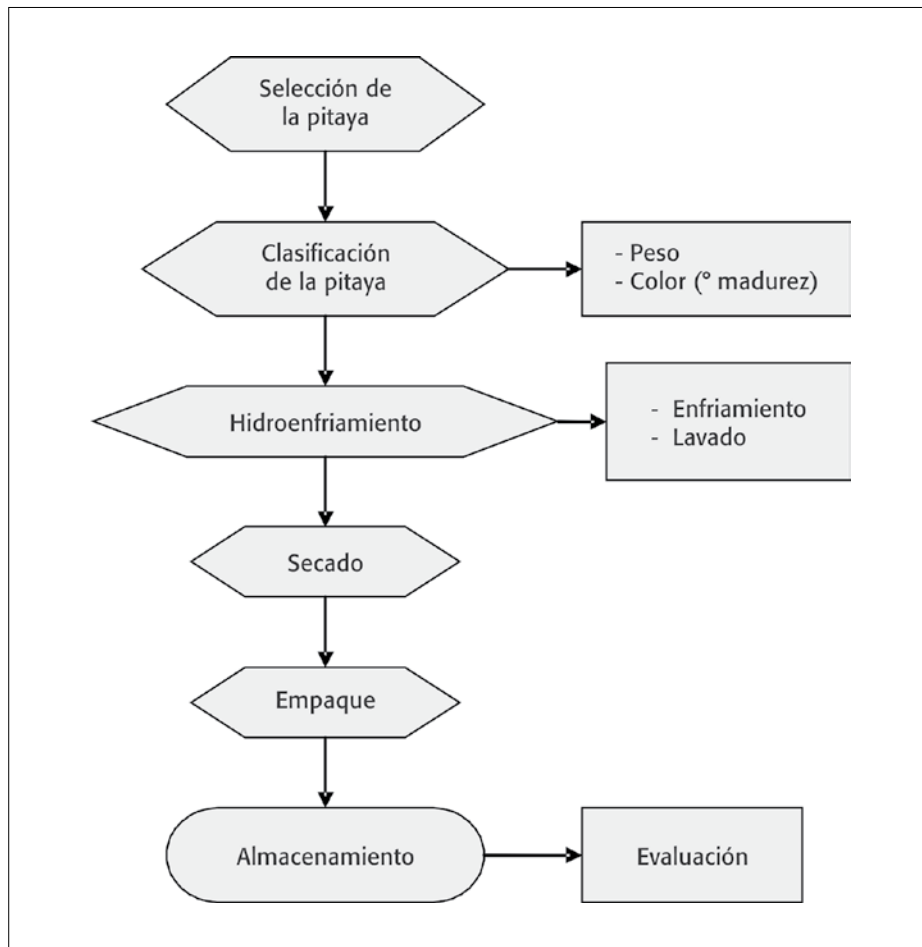 Selección de
la pitaya
Clasificación
de la pitaya
- Peso
- Color (° madurez)
Hidroenfriamiento
- Enfriamiento
- Lavado
Secado
Empaque
Almacenamiento
Evaluación